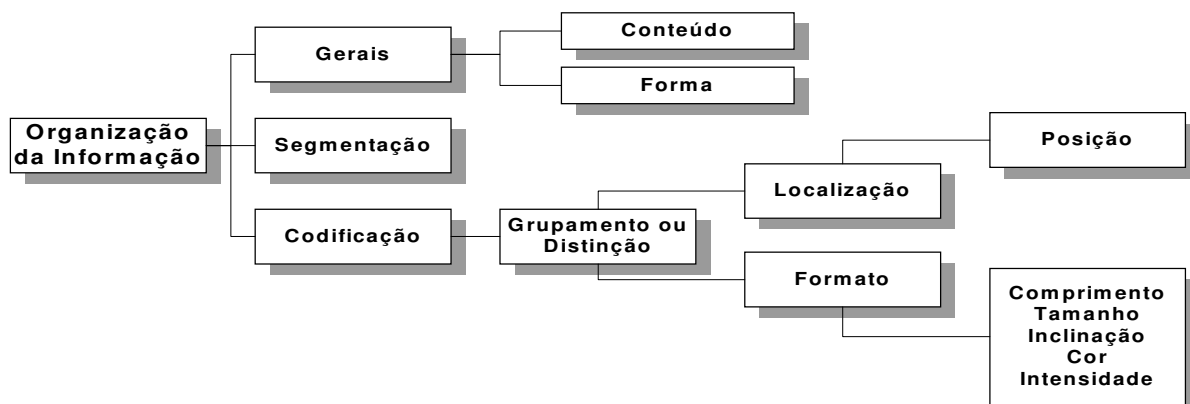 Organização
da Informação
Gerais
Conteúdo
Forma
Segmentação
Codificação
Grupamento ou
Distinção
Localização
Posição
Formato
Comprimento
Tamanho
Inclinação
Cor
Intensidade